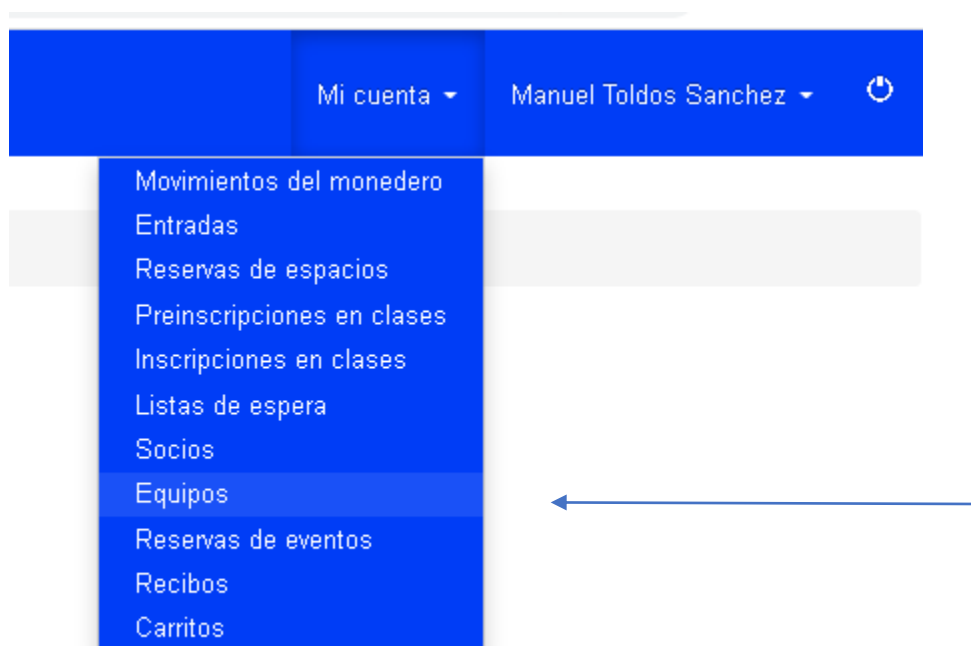 Mi cuenta
Manuel Toldos Sanchez
Movimientos del monedero
Entradas
Reservas de espacios
Preinscripciones en clases
Inscripciones en clases
Listas de espera
Socios
Equipos
Reservas de eventos
Recibos
Carritos